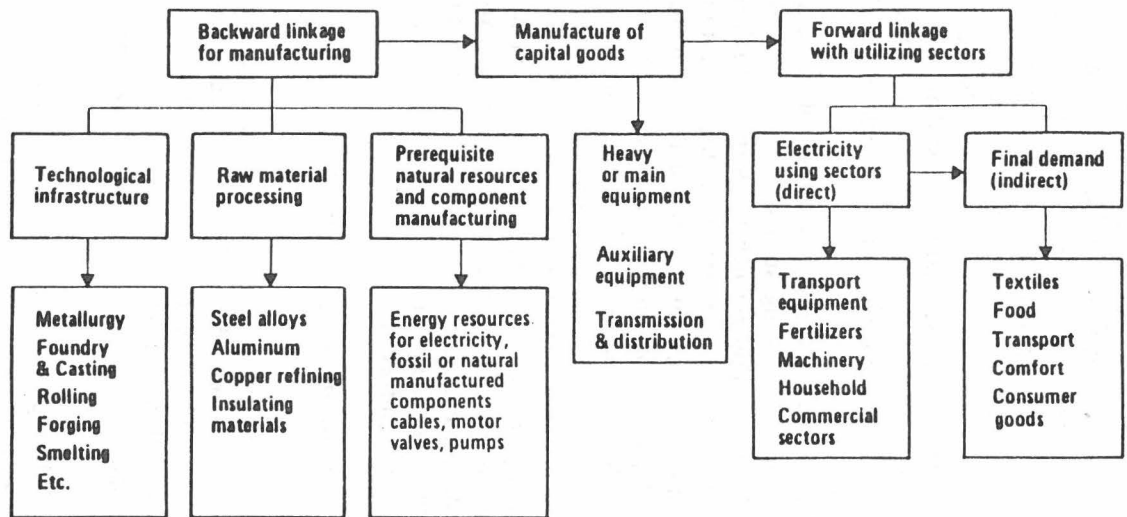 Backward linkage
for manufacturing
Manufacture of
capital goods
Forward linkage
with utilizing sectors
Technological
infrastructure
Raw material
processing
Prerequisite
natural resources
and component
manufacturing
Heavy
or main
equipment
Auxiliary
equipment
Transmission
& distribution
Electricity
using sectors
(direct)
Final demand
(indirect)
Metallurgy
Foundry
& Casting
Rolling
Forging
Smelting
Etc.
Steel alloys
Aluminum
Copper refining
Insulating
materials
Energy resources
for electricity,
fossil or natural
manufactured
components
cables, motor
valves, pumps
Transport
equipment
Fertilizers
Machinery
Household
Commercial
sectors
Textiles
Food
Transport
Comfort
Consumer
goods